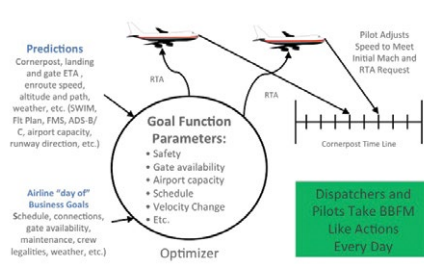 Predictions
Cornerpost, landing
and gate ETA ,
enroute speed,
altitude and path,
weather, etc. (SWIM,
Flt Plan, FMS, ADS-B/
C, airport capacity,
runway direction, etc.)
Airline "day of"
Business Goals
Schedule, connections,
gate availability,
maintenance, crew
legalities, weather, etc.)
RTA
RTA
Goal Function
Parameters:
• Safety
• Gate availability
• Airport capacity
• Schedule
• Velocity Change
• Etc.
Optimizer
Pilot Adjusts
Speed to Meet
Initial Mach and
RTA Request
Cornerpost Time Line
Dispatchers and
Pilots Take BBFM
Like Actions
Every Day